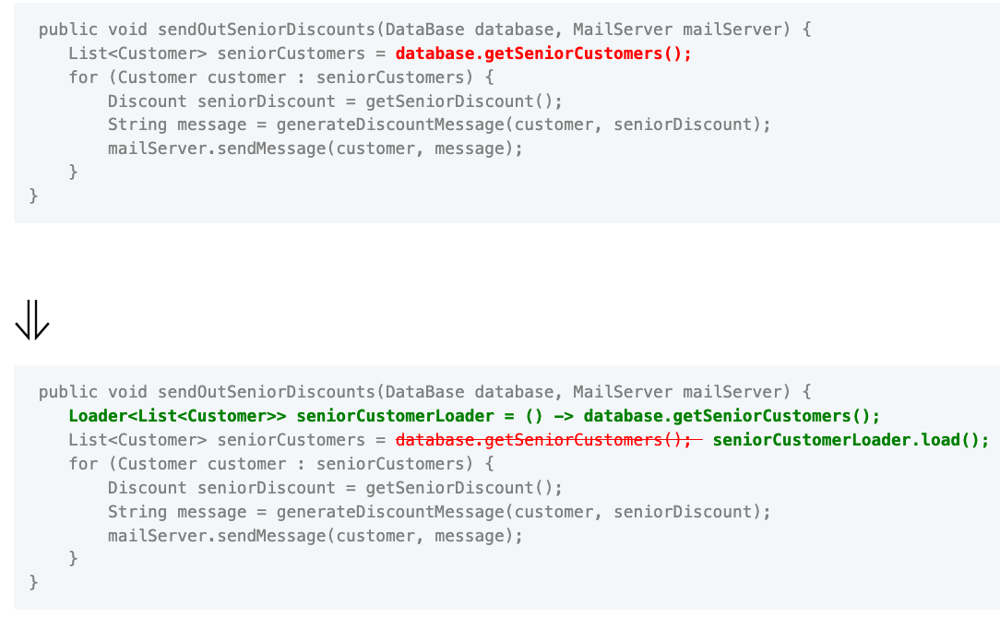 public void sendOutSeniorDiscounts(DataBase database, MailServer mailServer) {
List<Customer> seniorCustomers = database.getSeniorCustomers();
for (Customer customer : seniorCustomers) {
Discount seniorDiscount = getSeniorDiscount();
String message = generateDiscountMessage(customer, seniorDiscount);
mailServer.sendMessage(customer, message);
}
}
public void sendOutSeniorDiscounts(DataBase database, MailServer mailServer) {
Loader<List<Customer>> seniorCustomerLoader = () -> database.getSeniorCustomers();
List<Customer> seniorCustomers = database.getSeniorCustomers(); seniorCustomerLoader.load();
for (Customer customer : seniorCustomers) {
Discount seniorDiscount = getSeniorDiscount();
String message = generateDiscountMessage(customer, seniorDiscount);
mailServer.sendMessage(customer, message);
}
}